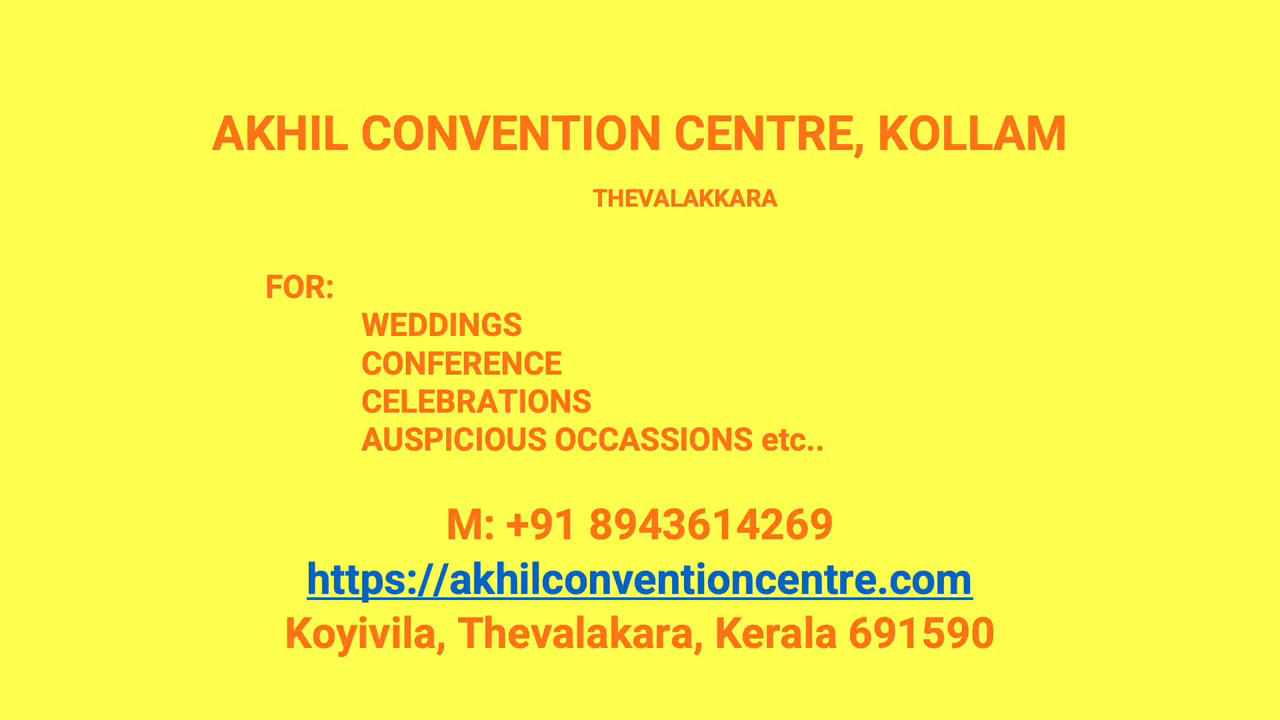 AKHIL CONVENTION CENTRE, KOLLAM
THEVALAKKARA
FOR:
WEDDINGS
CONFERENCE
CELEBRATIONS
AUSPICIOUS OCCASSIONS etc..
M: +91 8943614269
https://akhilconventioncentre.com
Koyivila, Thevalakara, Kerala 691590